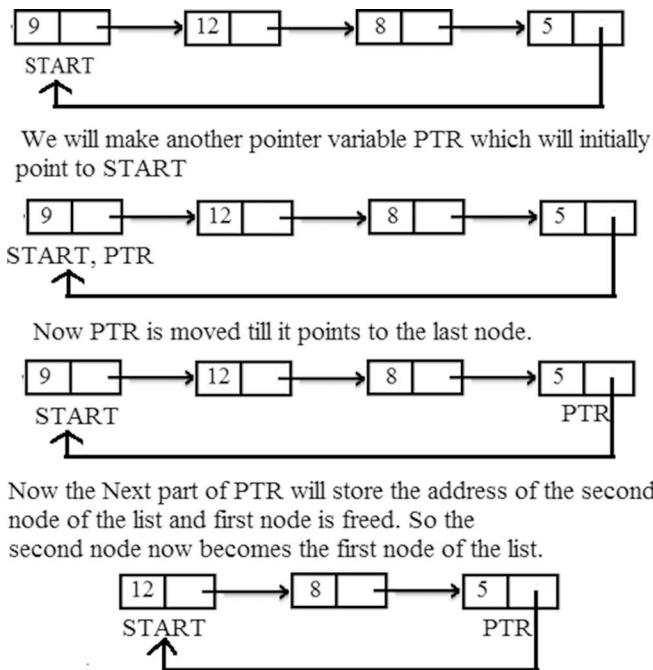 9 12 8 5
START
We will make another pointer variable PTR which will initially
point to START
9 12 8 5
START, PTR
Now PTR is moved till it points to the last node.
9 12 8 5
START PTR
Now the Next part of PTR will store the address of the second
node of the list and first node is freed. So the
second node now becomes the first node of the list.
12 8 5
START PTR